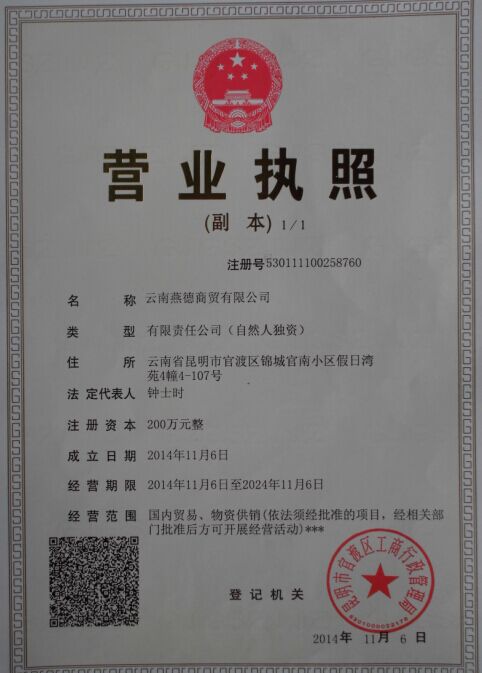 营业执照
(副 本) 1/1
注册号530111100258760
名 称 云南燕德商贸有限公司
类 型 有限责任公司（自然人独资）
住 所 云南省昆明市官渡区锦城官南小区假日湾
苑4幢4-107号
法定代表人 钟士时
注册资本 200万元整
成立日期 2014年11月6日
经营期限 2014年11月6日至2024年11月6日
经营范围 国内贸易、物资供销(依法须经批准的项目，经相关部
门批准后方可开展经营活动)***
登记机关
昆明市官渡区工商行政管理局
5301000022178
2014年 11月 6 日